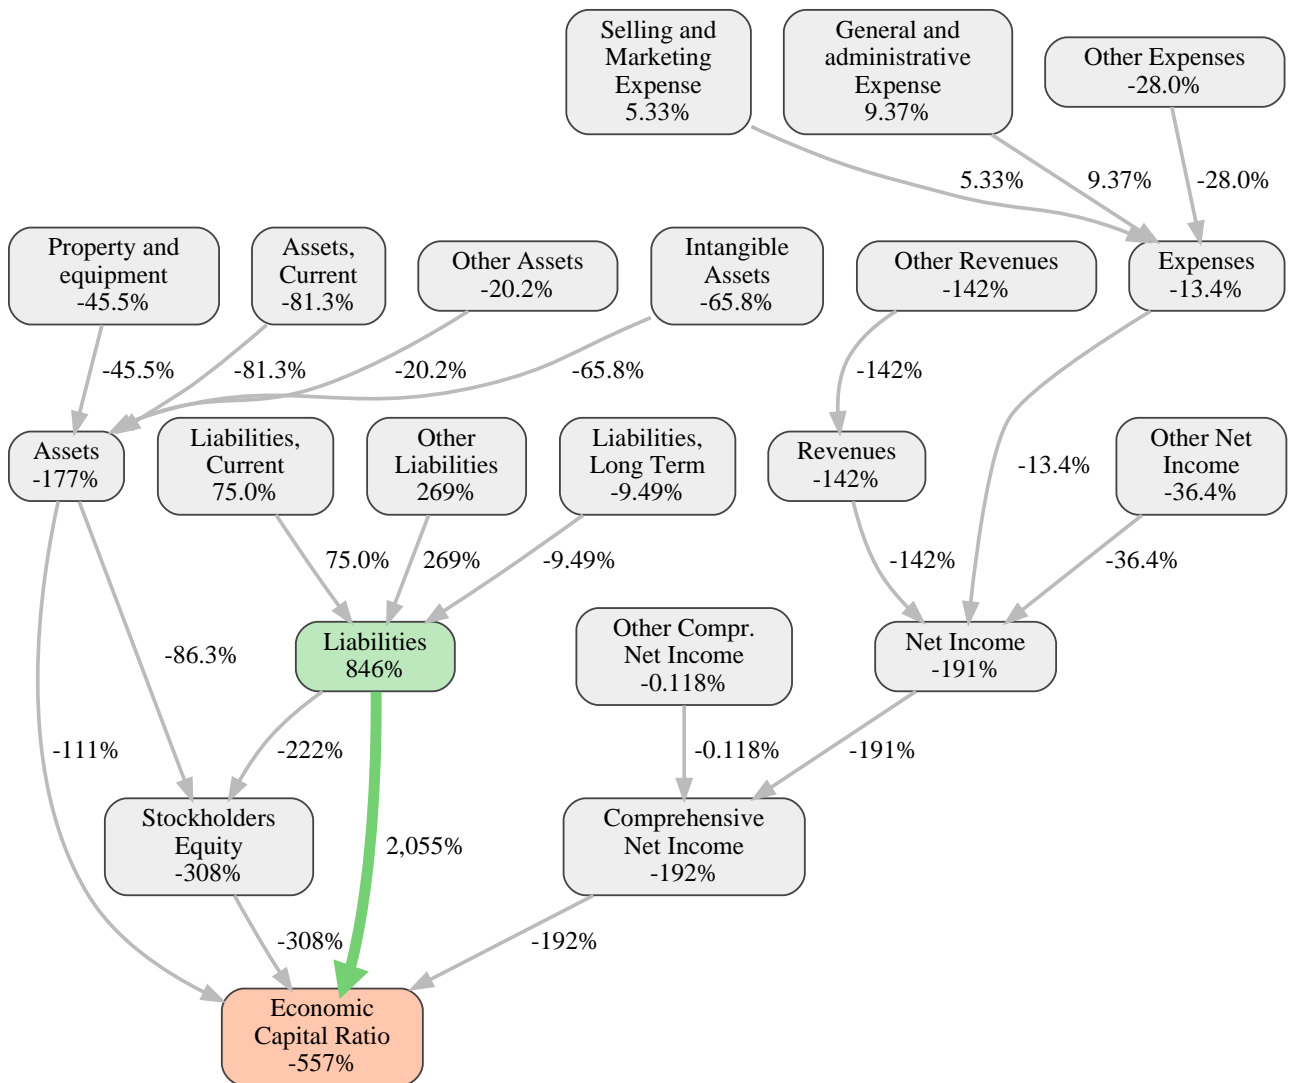 Selling and
Marketing
Expense
5.33%
General and
administrative
Expense
9.37%
Other Expenses
-28.0%
5.33%
9.37%
-28.0%
Property and
equipment
-45.5%
Assets,
Current
-81.3%
Other Assets
-20.2%
Intangible
Assets
-65.8%
Other Revenues
-142%
Expenses
-13.4%
-45.5%
-81.3%
-20.2%
-65.8%
-142%
Assets
-177%
Liabilities,
Current
75.0%
Other
Liabilities
269%
Liabilities,
Long Term
-9.49%
Revenues
-142%
-13.4%
Other Net
Income
-36.4%
75.0%
269%
-9.49%
-142%
-36.4%
-86.3%
Liabilities
846%
Other Compr.
Net Income
-0.118%
Net Income
-191%
-111%
-222%
-0.118%
-191%
Stockholders
Equity
-308%
2,055%
Comprehensive
Net Income
-192%
-308%
-192%
Economic
Capital Ratio
-557%